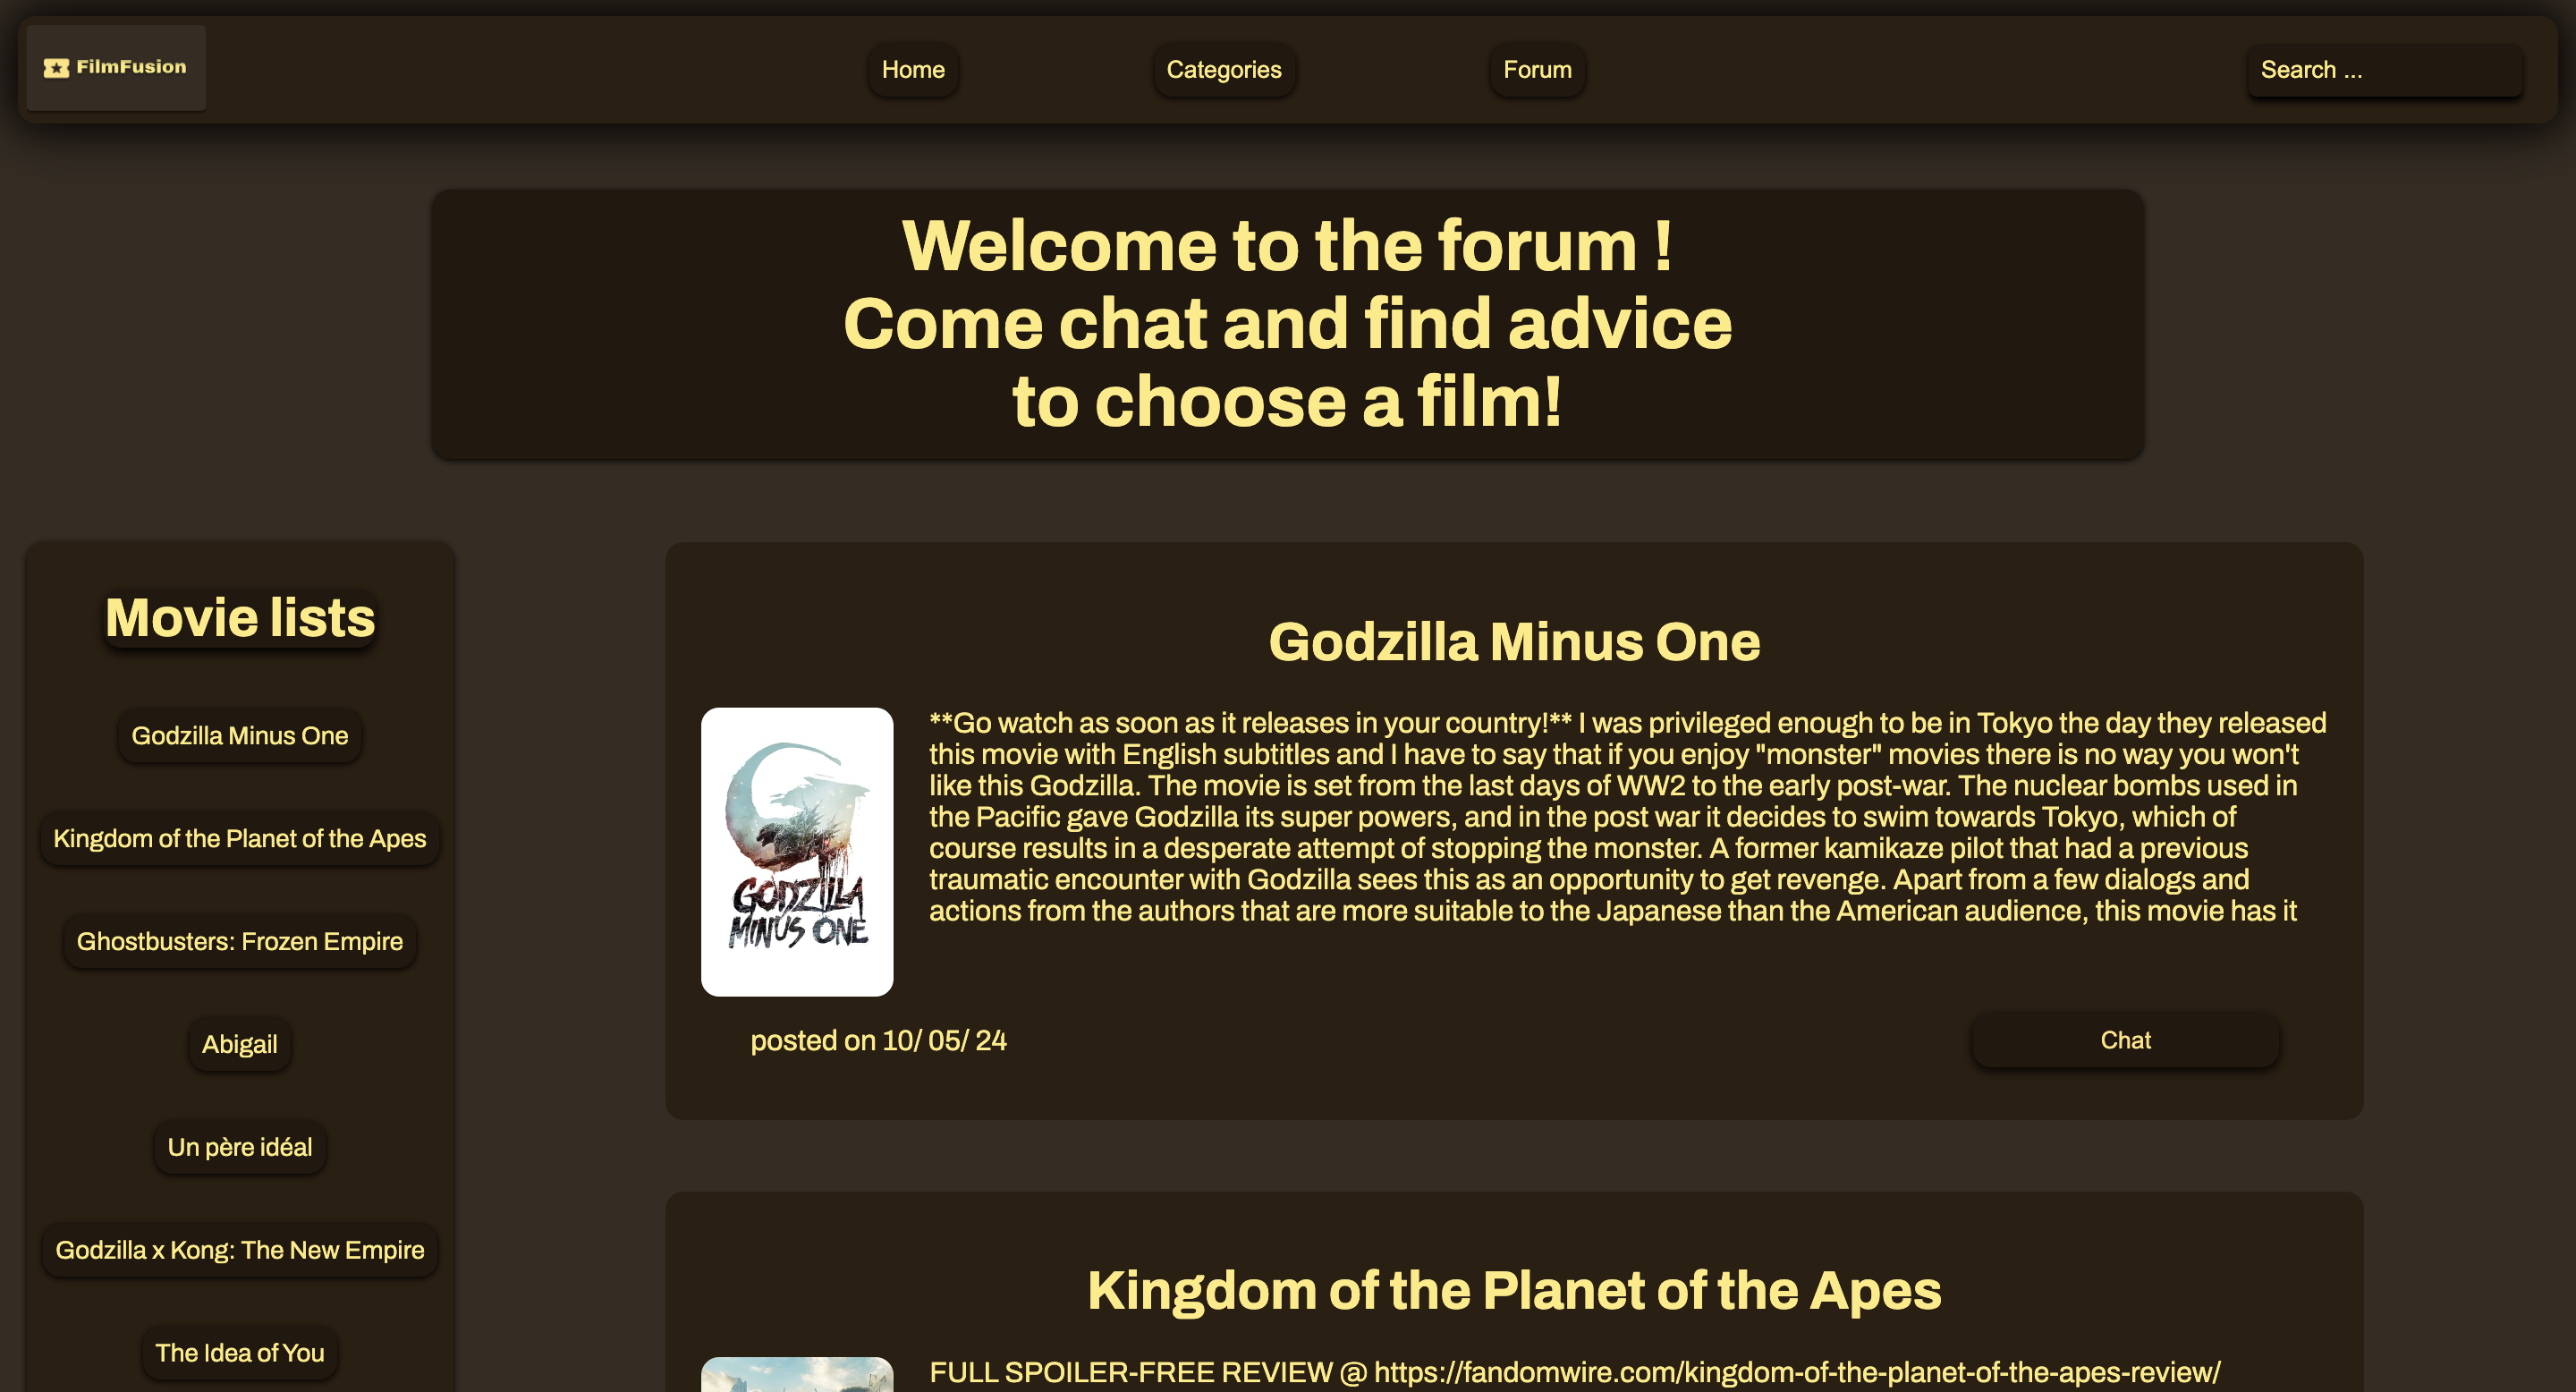 FilmFusion
Home
Categories
Forum
Search ...
Welcome to the forum !
Come chat and find advice
to choose a film!
Movie lists
Godzilla Minus One
Kingdom of the Planet of the Apes
Ghostbusters: Frozen Empire
Abigail
Un père idéal
Godzilla x Kong: The New Empire
The Idea of You
Godzilla Minus One
GODZILLA
MINUS ONE
**Go watch as soon as it releases in your country!** I was privileged enough to be in Tokyo the day they released
this movie with English subtitles and I have to say that if you enjoy "monster" movies there is no way you won't
like this Godzilla. The movie is set from the last days of WW2 to the early post-war. The nuclear bombs used in
the Pacific gave Godzilla its super powers, and in the post war it decides to swim towards Tokyo, which of
course results in a desperate attempt of stopping the monster. A former kamikaze pilot that had a previous
traumatic encounter with Godzilla sees this as an opportunity to get revenge. Apart from a few dialogs and
actions from the authors that are more suitable to the Japanese than the American audience, this movie has it
posted on 10/ 05/ 24
Chat
Kingdom of the Planet of the Apes
FULL SPOILER-FREE REVIEW @ https://fandomwire.com/kingdom-of-the-planet-of-the-apes-review/